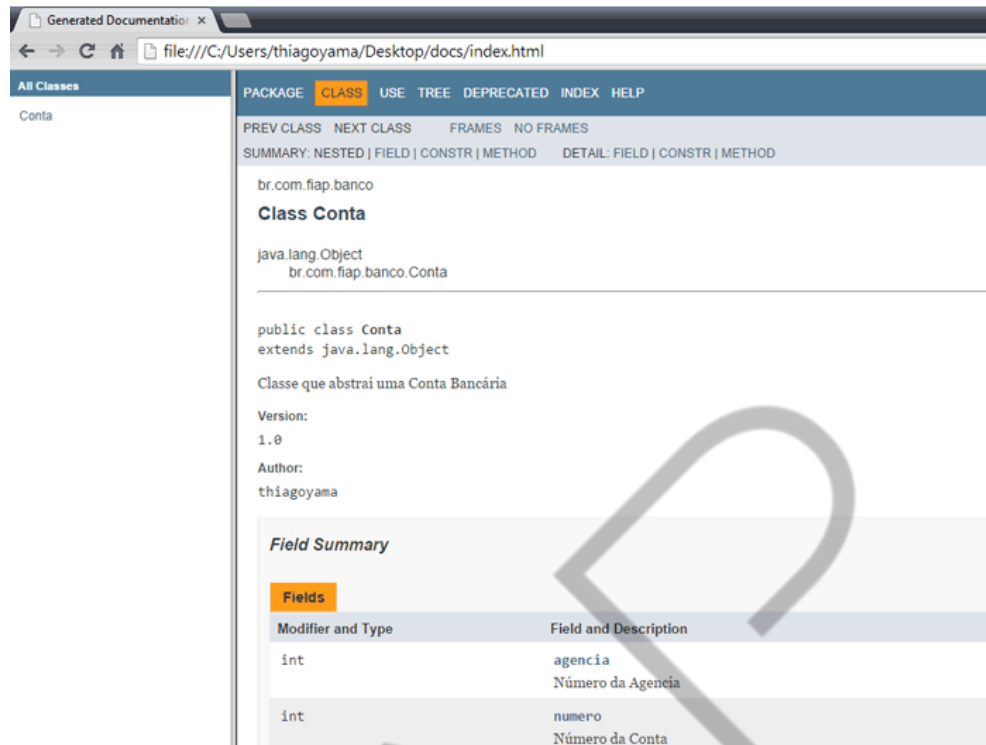 Generated Documentation
file:///C:/Users/thiagoyama/Desktop/docs/index.html
All Classes
Conta
PACKAGE CLASS USE TREE DEPRECATED INDEX HELP
PREV CLASS NEXT CLASS FRAMES NO FRAMES
SUMMARY: NESTED | FIELD | CONSTR | METHOD DETAIL: FIELD | CONSTR | METHOD
br.com.fiap.banco
Class Conta
java.lang.Object
br.com.fiap.banco.Conta
public class Conta
extends java.lang.Object
Classe que abstrai uma Conta Bancária
Version:
1.0
Author:
thiagoyama
Field Summary
Fields
Modifier and Type Field and Description
int agencia
Número da Agencia
int numero
Número da Conta